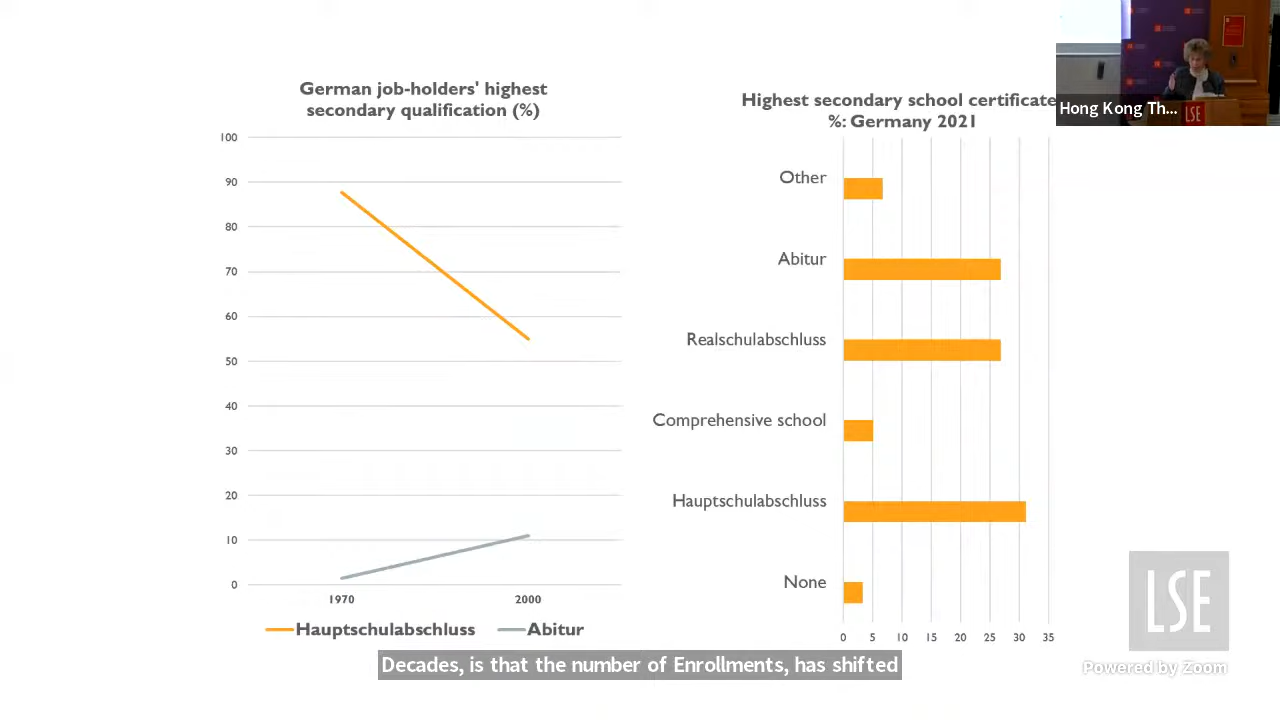 German job-holders' highest
secondary qualification (%)
100
90
80
70
60
50
40
30
20
10
0
1970
2000
Hauptschulabschluss
Abitur
Highest secondary school certificate
%: Germany 2021
Other
Abitur
Realschulabschluss
Comprehensive school
Hauptschulabschluss
None
0 5 10 15 20 25 30 35
Hong Kong Th...
LSE
LSE
Powered by Zoom
Decades, is that the number of Enrollments, has shifted